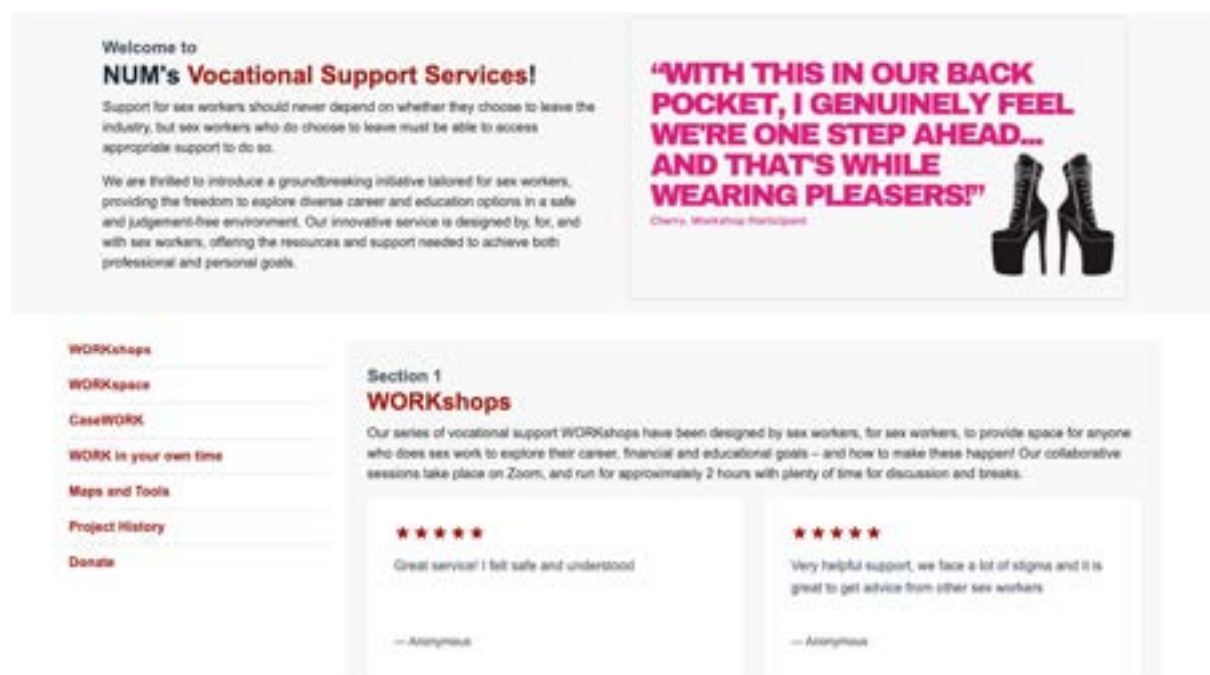 Welcome to
NUM's Vocational Support Services!
Support for sex workers should never depend on whether they choose to leave the
industry, but sex workers who do choose to leave must be able to access
appropriate support to do so.
We are thrilled to introduce a groundbreaking initiative tailored for sex workers,
providing the freedom to explore diverse career and education options in a safe
and judgement-free environment. Our innovative service is designed by, for, and
with sex workers, offering the resources and support needed to achieve both
professional and personal goals.
“WITH THIS IN OUR BACK
POCKET, I GENUINELY FEEL
WE'RE ONE STEP AHEAD...
AND THAT'S WHILE
WEARING PLEASERS!”
Cherry, Workshop Participant
WORKshops
WORKspace
CaseWORK
WORK in your own time
Maps and Tools
Project History
Donate
Section 1
WORKshops
Our series of vocational support WORKshops have been designed by sex workers, for sex workers, to provide space for anyone
who does sex work to explore their career, financial and educational goals – and how to make these happen! Our collaborative
sessions take place on Zoom, and run for approximately 2 hours with plenty of time for discussion and breaks.
Great service! I felt safe and understood
— Anonymous
Very helpful support, we face a lot of stigma and it is
great to get advice from other sex workers
— Anonymous